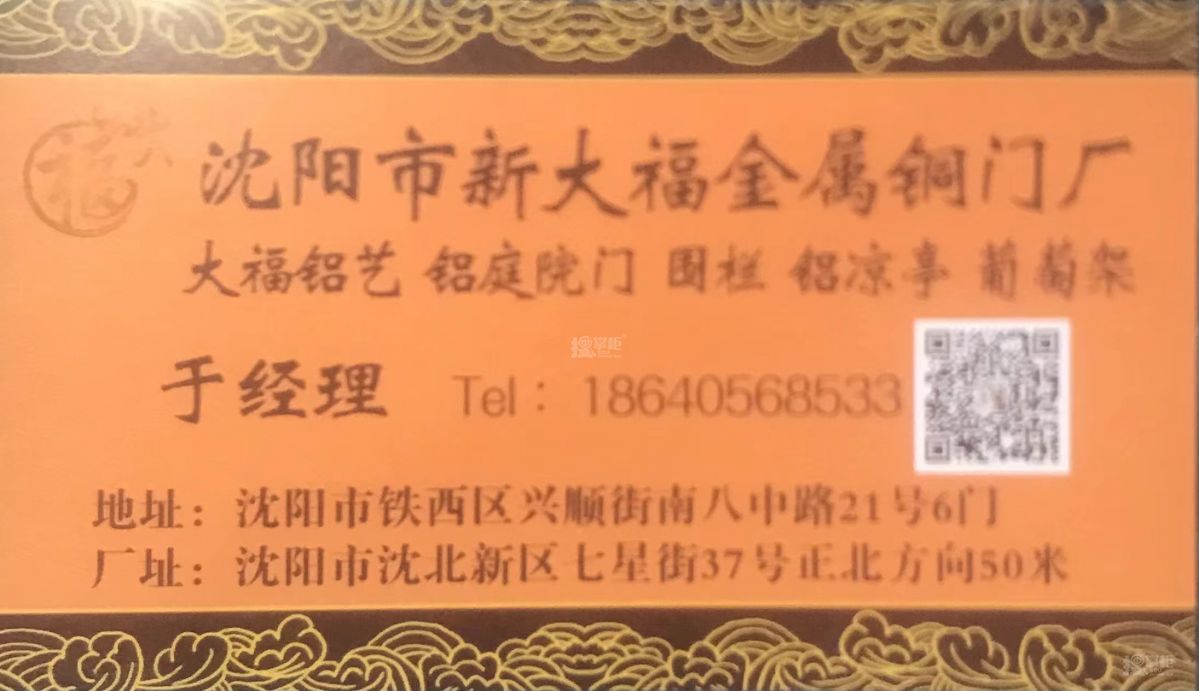 福
沈阳市新大福金属铜门厂
大福铝艺 铝庭院门 围栏 铝凉亭 葡萄架
于经理 Tel：18640568533
地址：沈阳市铁西区兴顺街南八中路21号6门
厂址：沈阳市沈北新区七星街37号正北方向50米